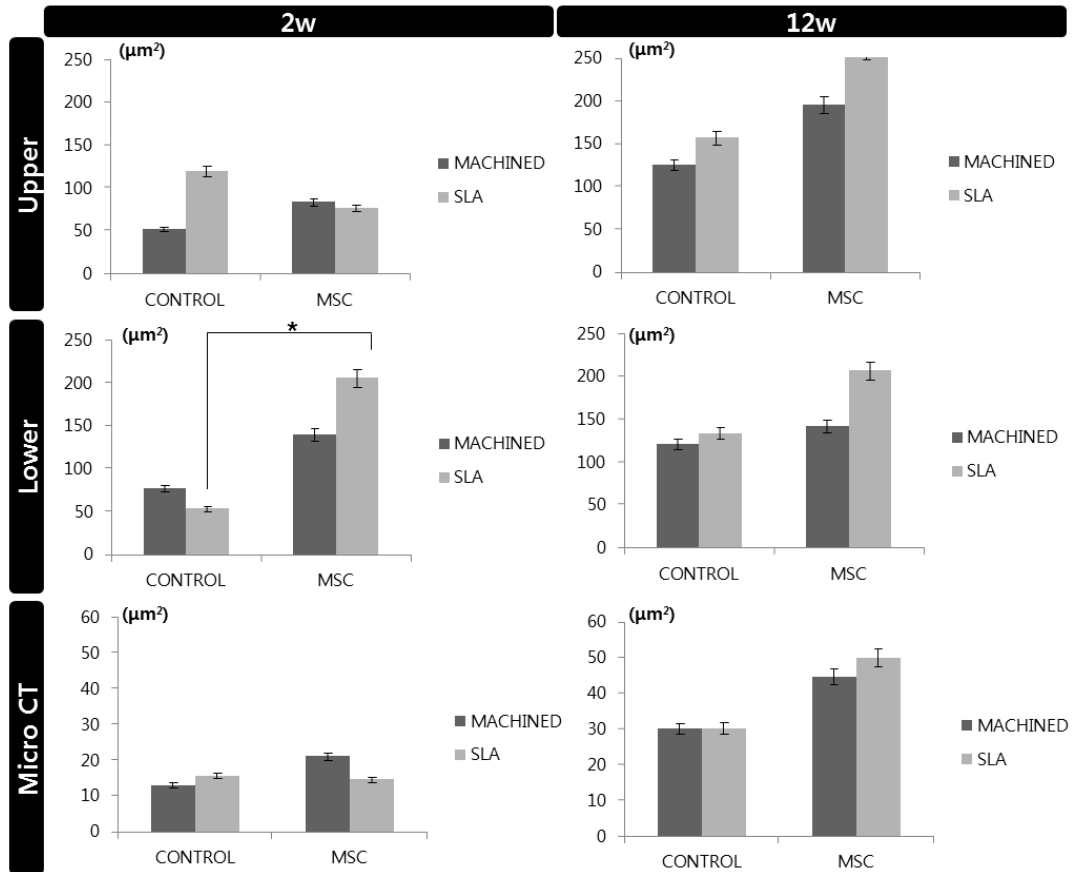 2w
12w
Upper
(μm²)
250
200
150
100
50
0
CONTROL
MSC
MACHINED
SLA
(μm²)
250
200
150
100
50
0
CONTROL
MSC
MACHINED
SLA
Lower
(μm²)
250
200
150
100
50
0
*
CONTROL
MSC
MACHINED
SLA
(μm²)
250
200
150
100
50
0
CONTROL
MSC
MACHINED
SLA
Micro CT
(μm²)
60
50
40
30
20
10
0
CONTROL
MSC
MACHINED
SLA
(μm²)
60
50
40
30
20
10
0
CONTROL
MSC
MACHINED
SLA